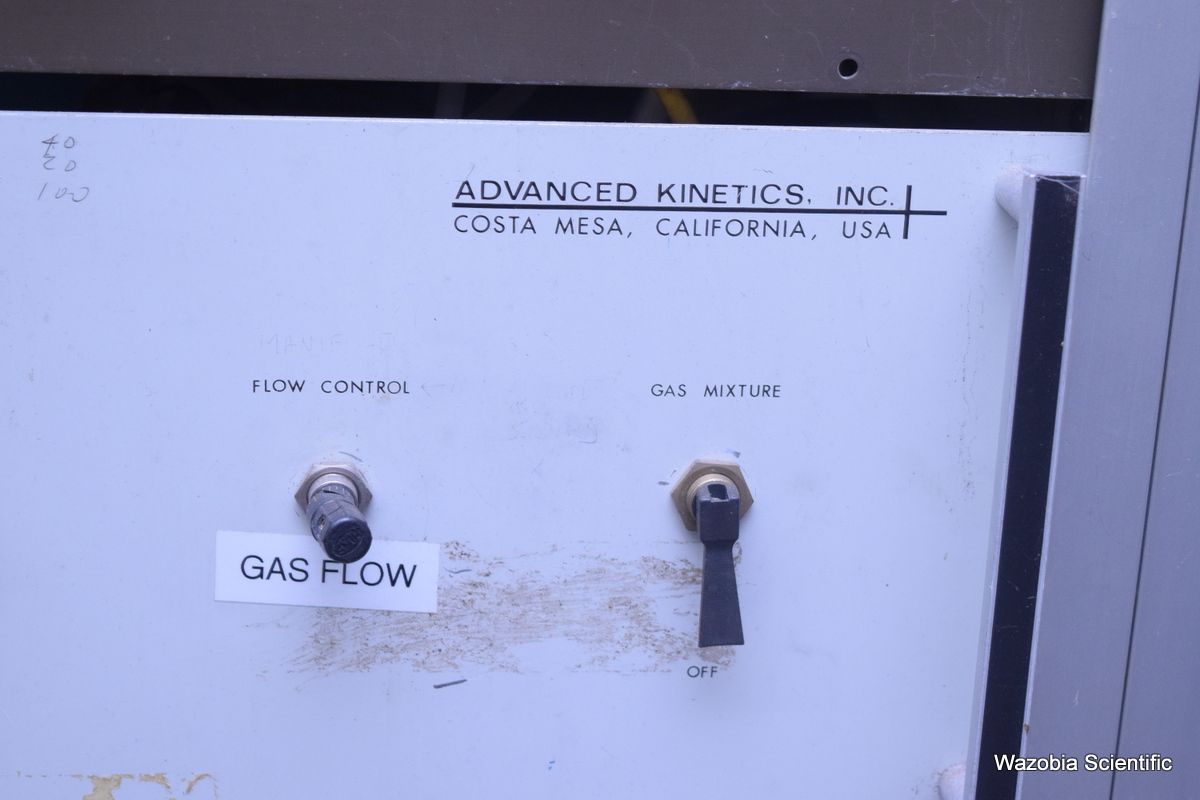 40
20
100
ADVANCED KINETICS, INC.
COSTA MESA, CALIFORNIA, USA
FLOW CONTROL
GAS MIXTURE
GAS FLOW
OFF
Wazobia Scientific